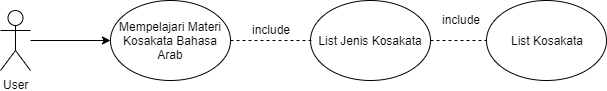 User
Mempelajari Materi
Kosakata Bahasa
Arab
include
List Jenis Kosakata
include
List Kosakata